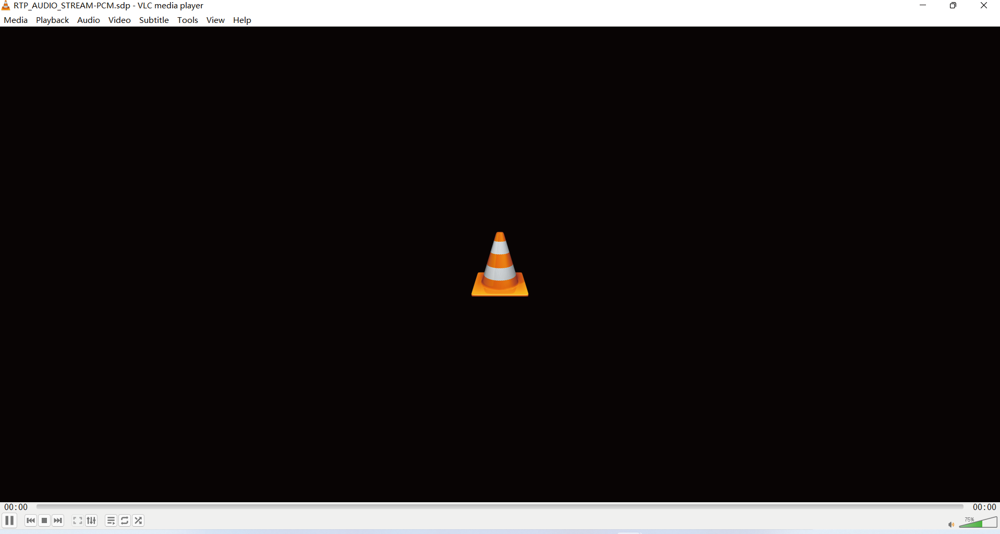 RTP_AUDIO_STREAM-PCM.sdp - VLC media player
Media Playback Audio Video Subtitle Tools View Help
00:00 00:00
75%